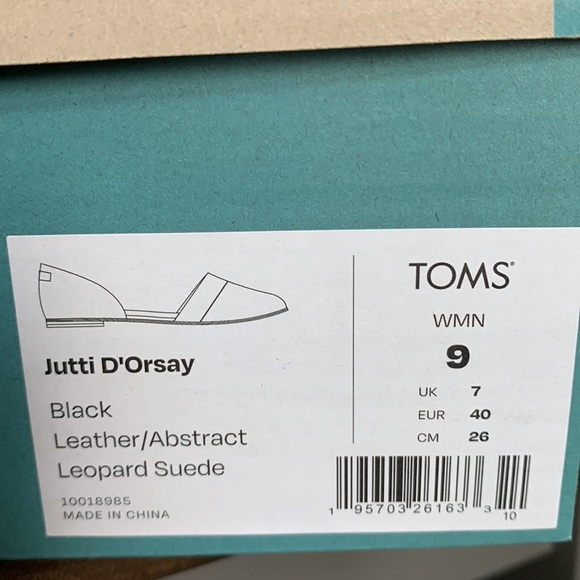 TOMS®
WMN
9
UK 7
EUR 40
CM 26
Jutti D'Orsay
Black
Leather/Abstract
Leopard Suede
10018985
MADE IN CHINA
1 95703 26163 3
10